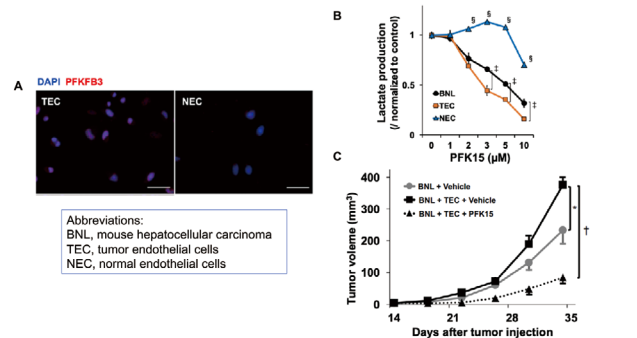 A
DAPI PFKFB3
TEC
NEC
Abbreviations:
BNL, mouse hepatocellular carcinoma
TEC, tumor endothelial cells
NEC, normal endothelial cells
B
Lactate production
(/ normalized to control)
1
0.5
0
§
§
§
§
‡
‡
‡
BNL
TEC
NEC
0 1 2 3 5 10
PFK15 (µM)
C
Tumor voleme (mm³)
400
300
200
100
0
BNL + Vehicle
BNL + TEC + Vehicle
BNL + TEC + PFK15
*
†
14 21 28 35
Days after tumor injection